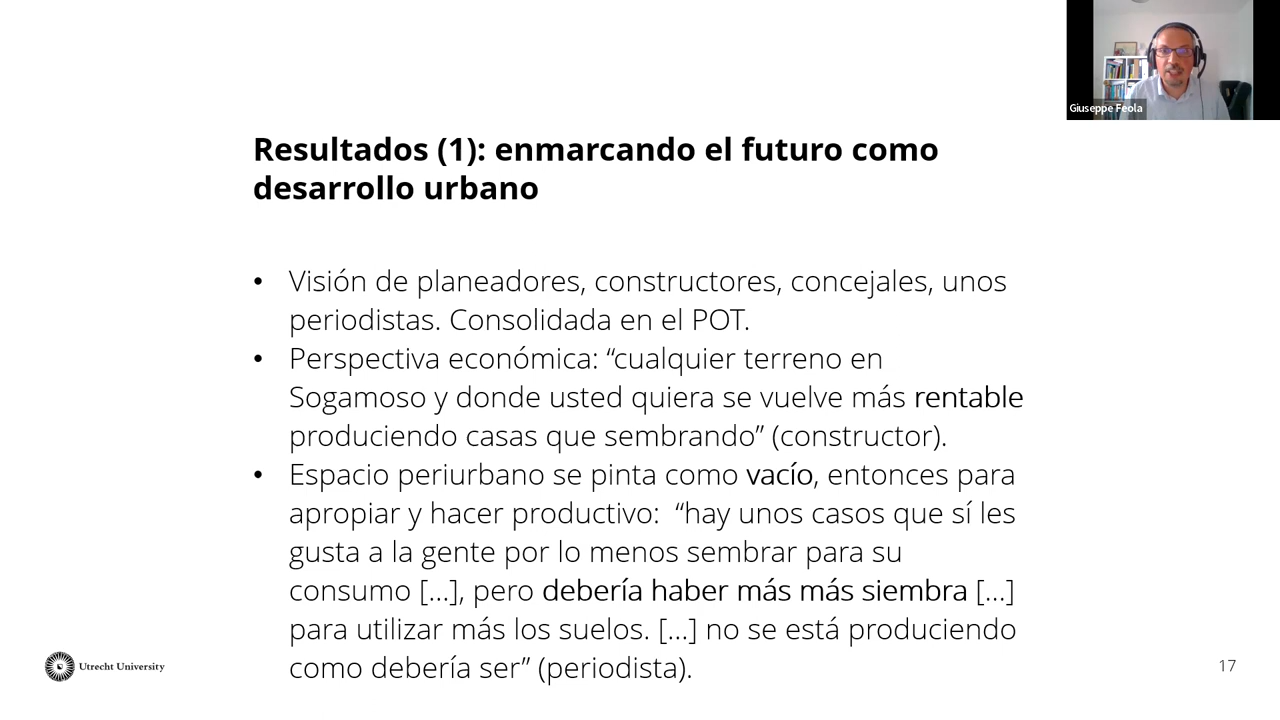 Giuseppe Feola
Resultados (1): enmarcando el futuro como
desarrollo urbano
• Visión de planeadores, constructores, concejales, unos
periodistas. Consolidada en el POT.
• Perspectiva económica: “cualquier terreno en
Sogamoso y donde usted quiera se vuelve más rentable
produciendo casas que sembrando” (constructor).
• Espacio periurbano se pinta como vacío, entonces para
apropiar y hacer productivo:  “hay unos casos que sí les
gusta a la gente por lo menos sembrar para su
consumo […], pero debería haber más más siembra […]
para utilizar más los suelos. […] no se está produciendo
como debería ser” (periodista).
Utrecht University
17